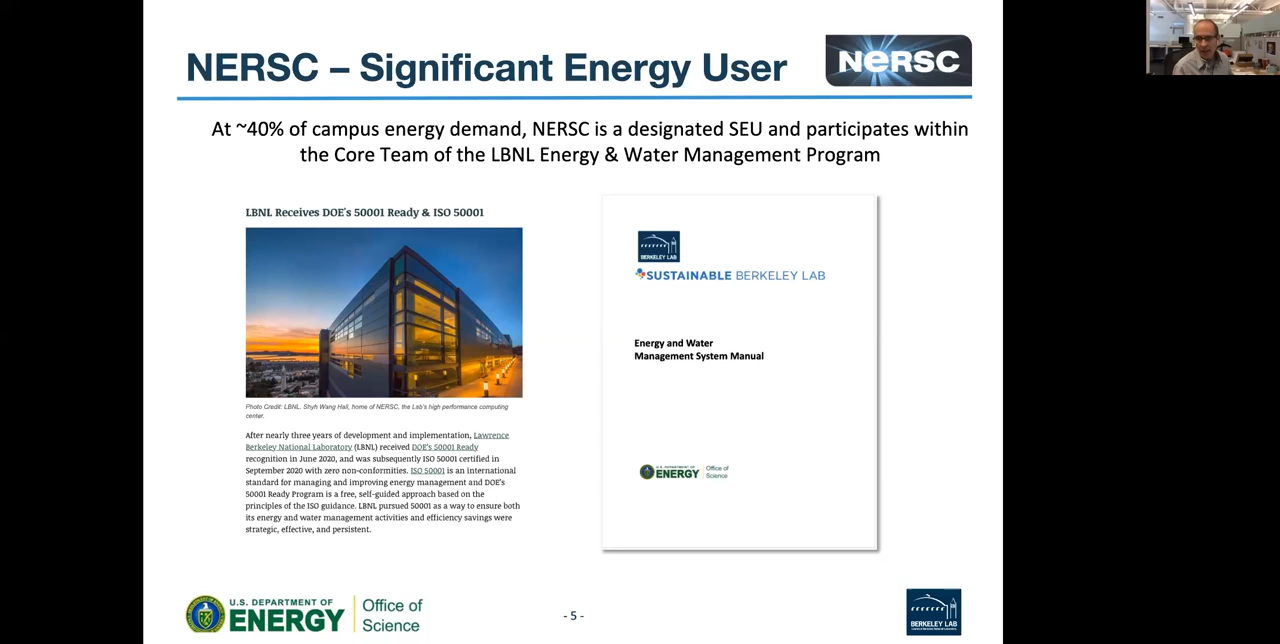 NERSC – Significant Energy User
NERSC
At ~40% of campus energy demand, NERSC is a designated SEU and participates within
the Core Team of the LBNL Energy & Water Management Program
LBNL Receives DOE's 50001 Ready & ISO 50001
Photo Credit: LBNL. Shyh Wang Hall, home of NERSC, the Lab's high performance computing
center.
After nearly three years of development and implementation, Lawrence
Berkeley National Laboratory (LBNL) received DOE's 50001 Ready
recognition in June 2020, and was subsequently ISO 50001 certified in
September 2020 with zero non-conformities. ISO 50001 is an international
standard for managing and improving energy management and DOE's
50001 Ready Program is a free, self-guided approach based on the
principles of the ISO guidance. LBNL pursued 50001 as a way to ensure both
its energy and water management activities and efficiency savings were
strategic, effective, and persistent.
BERKELEY LAB
SUSTAINABLE BERKELEY LAB
Energy and Water
Management System Manual
U.S. DEPARTMENT OF
ENERGY
Office of
Science
U.S. DEPARTMENT OF
ENERGY
Office of
Science
- 5 -
BERKELEY LAB